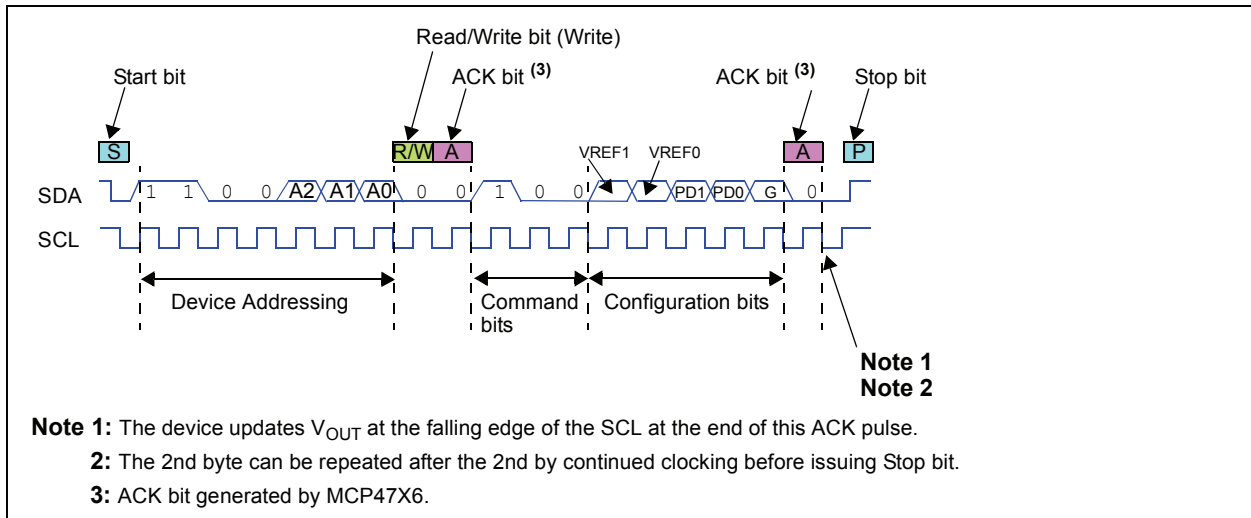 Read/Write bit (Write)
Start bit
ACK bit (3)
ACK bit (3)
Stop bit
S
R/W A
A
P
VREF1 VREF0
SDA 1 1 0 0 A2 A1 A0 0 0 1 0 0 PD1 PD0 G 0
SCL
Device Addressing
Command bits
Configuration bits
Note 1
Note 2
Note 1: The device updates VOUT at the falling edge of the SCL at the end of this ACK pulse.
2: The 2nd byte can be repeated after the 2nd by continued clocking before issuing Stop bit.
3: ACK bit generated by MCP47X6.